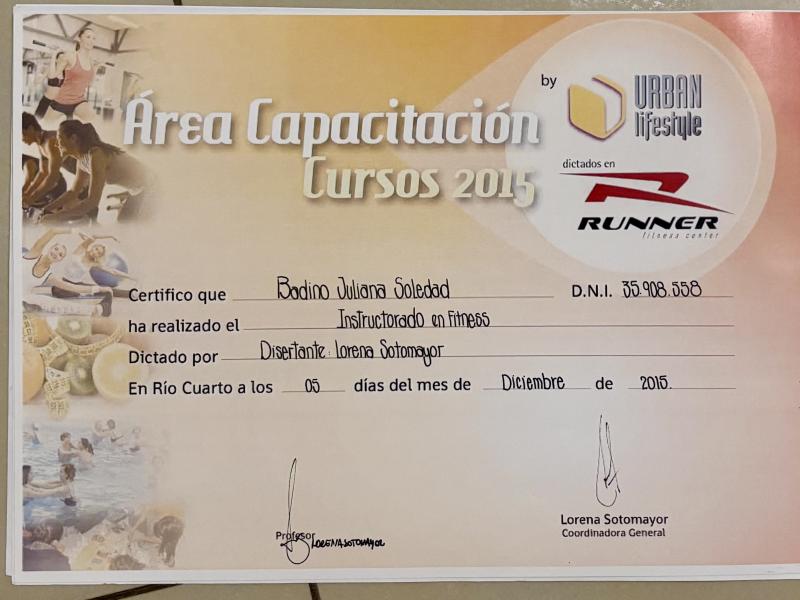 Área Capacitación
Cursos 2015
by
URBAN
lifestyle
dictados en
RUNNER
fitness center
Certifico que Badino Juliana Soledad D.N.I. 35.908.558
ha realizado el Instructorado en Fitness
Dictado por Disertante: Lorena Sotomayor
En Río Cuarto a los 05 días del mes de Diciembre de 2015.
Profesor LORENA SOTOMAYOR
Lorena Sotomayor
Coordinadora General